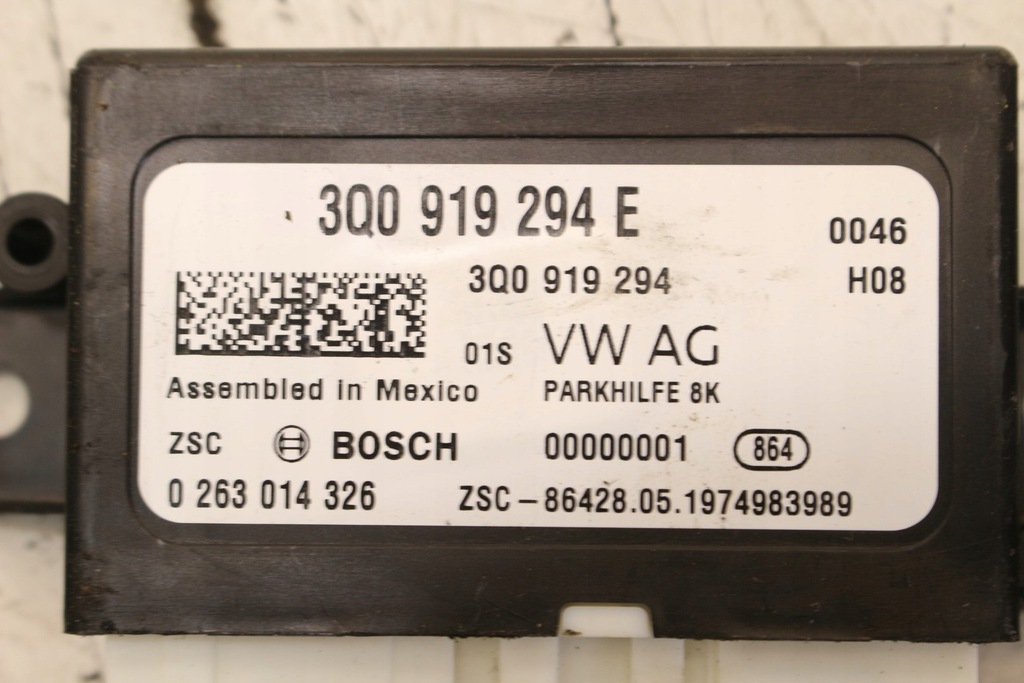 3Q0 919 294 E
0046
3Q0 919 294
H08
01S VW AG
Assembled in Mexico
PARKHILFE 8K
ZSC BOSCH 00000001 864
0 263 014 326 ZSC-86428.05.1974983989